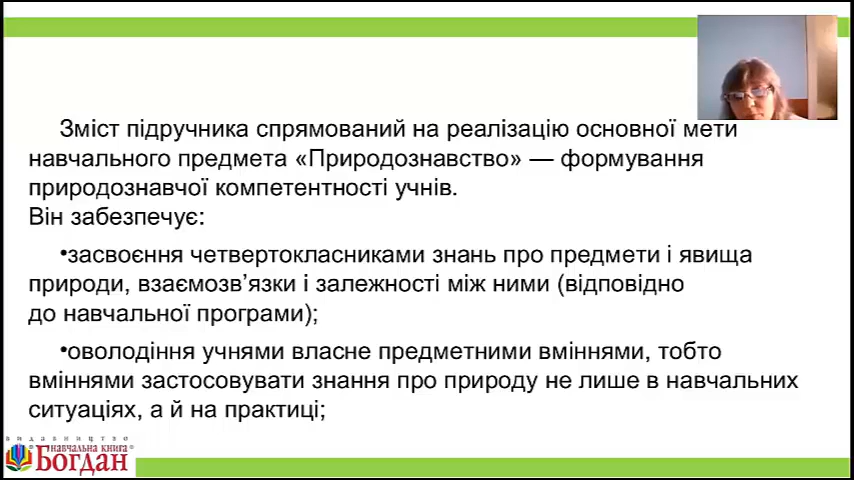 Зміст підручника спрямований на реалізацію основної мети
навчального предмета «Природознавство» — формування
природознавчої компетентності учнів.
Він забезпечує:
•засвоєння четвертокласниками знань про предмети і явища
природи, взаємозв’язки і залежності між ними (відповідно
до навчальної програми);
•оволодіння учнями власне предметними вміннями, тобто
вміннями застосовувати знання про природу не лише в навчальних
ситуаціях, а й на практиці;
видавництво
навчальна книга
Богдан